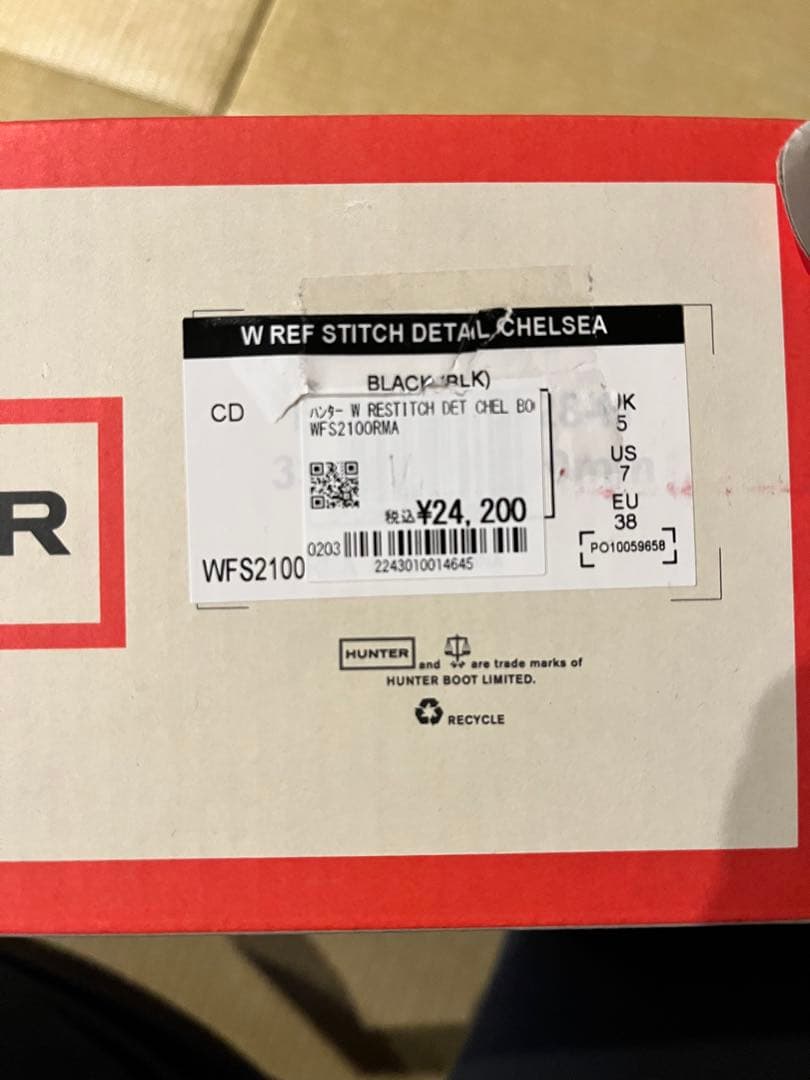 W REF STITCH DETAIL CHELSEA
BLACK (BLK)
CD
ハンター W RESTITCH DET CHEL BO
WFS2100RMA
税込¥24,200
0203
2243010014645
WFS2100
UK
5
US
7
EU
38
PO10059658
R
HUNTER and are trade marks of
HUNTER BOOT LIMITED.
RECYCLE